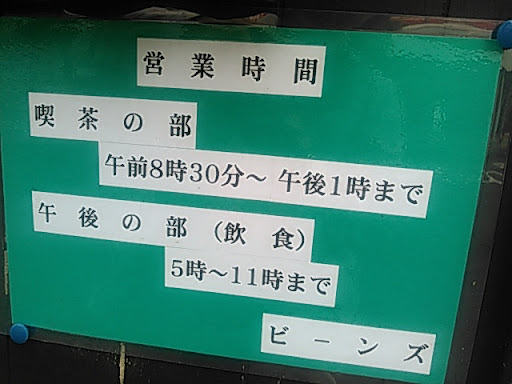 営業時間
喫茶の部
午前8時30分～午後1時まで
午後の部（飲食）
5時～11時まで
ビーンズ